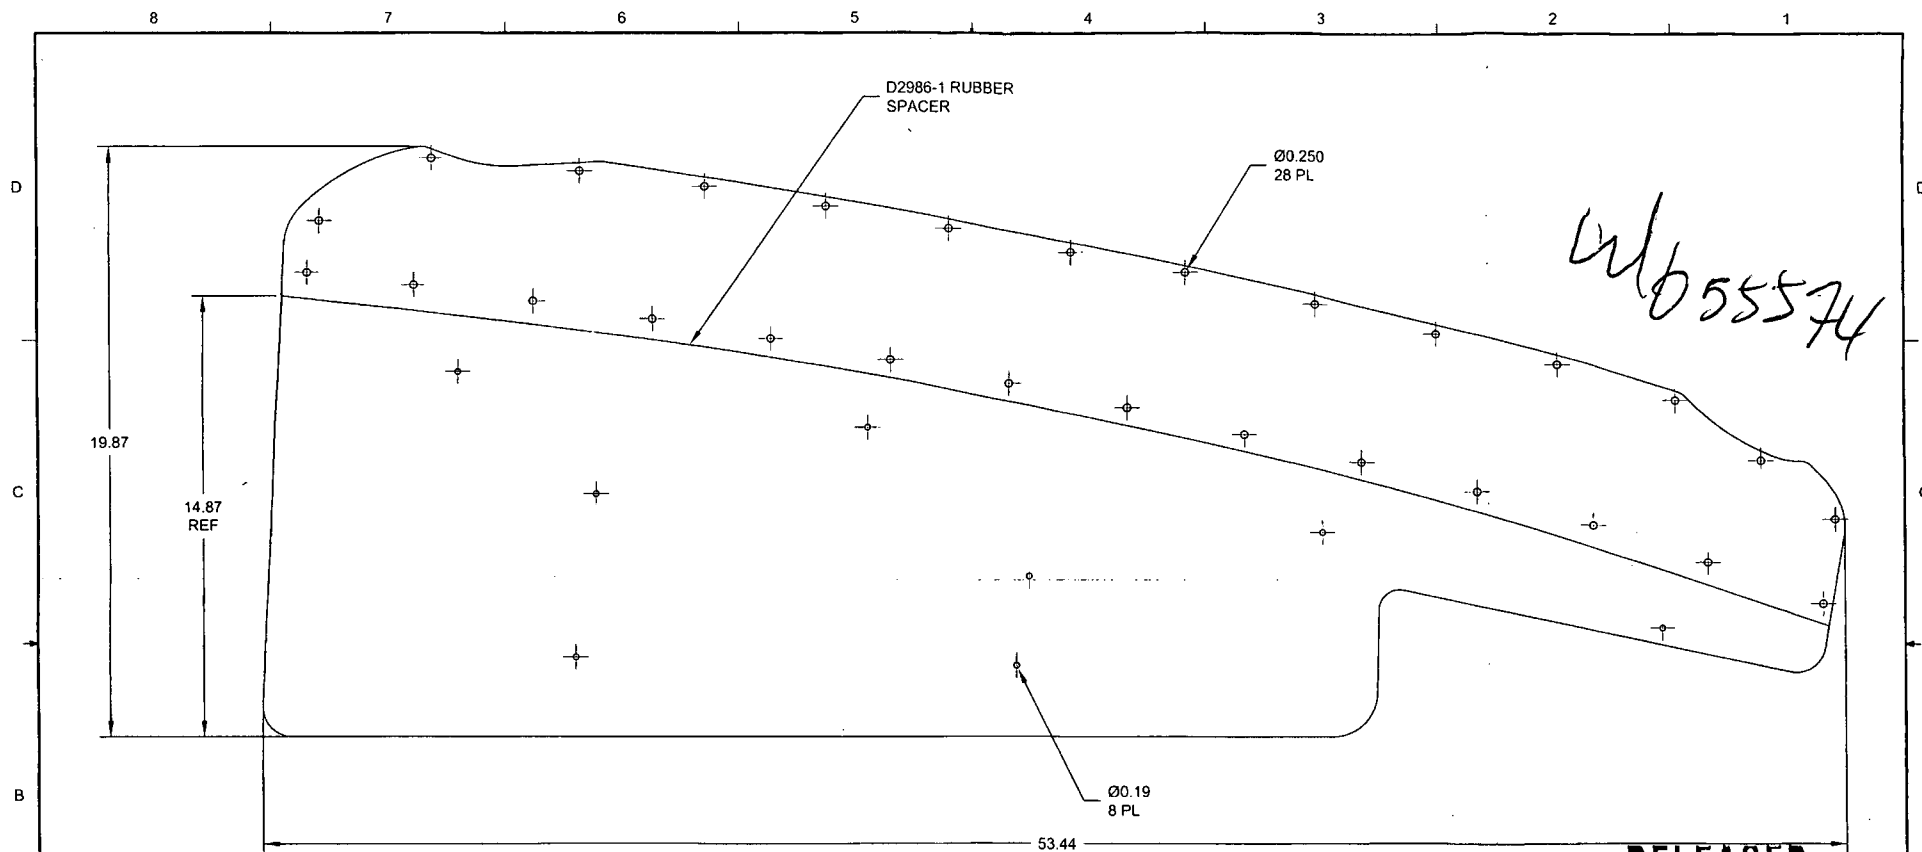 8 7 6 5 4 3 2 1
D2986-1 RUBBER
SPACER
Ø0.250
28 PL
D
19.87
14.87
REF
C
Ø0.19
8 PL
B
53.44
RELEASED